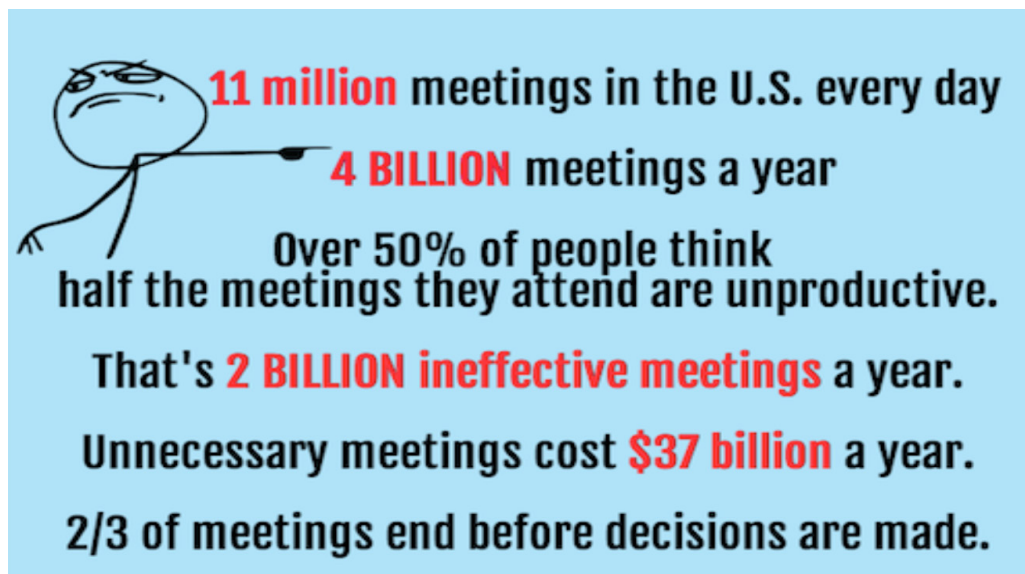 11 million meetings in the U.S. every day
4 BILLION meetings a year
Over 50% of people think
half the meetings they attend are unproductive.
That's 2 BILLION ineffective meetings a year.
Unnecessary meetings cost $37 billion a year.
2/3 of meetings end before decisions are made.